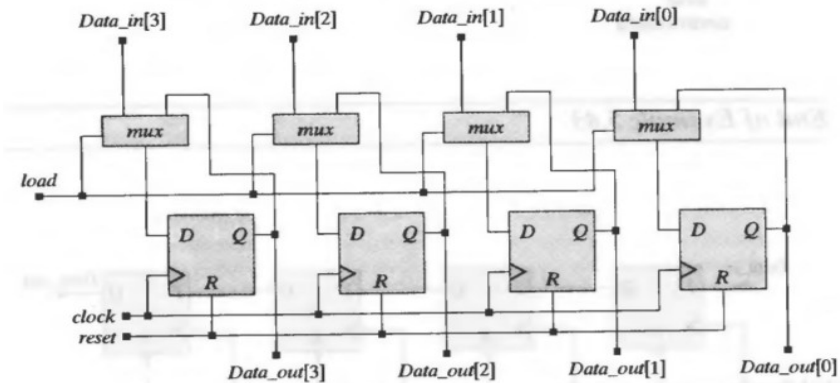 Data_in[3] Data_in[2] Data_in[1] Data_in[0]
mux mux mux mux
load
D Q D Q D Q D Q
R R R R
clock
reset
Data_out[3] Data_out[2] Data_out[1] Data_out[0]